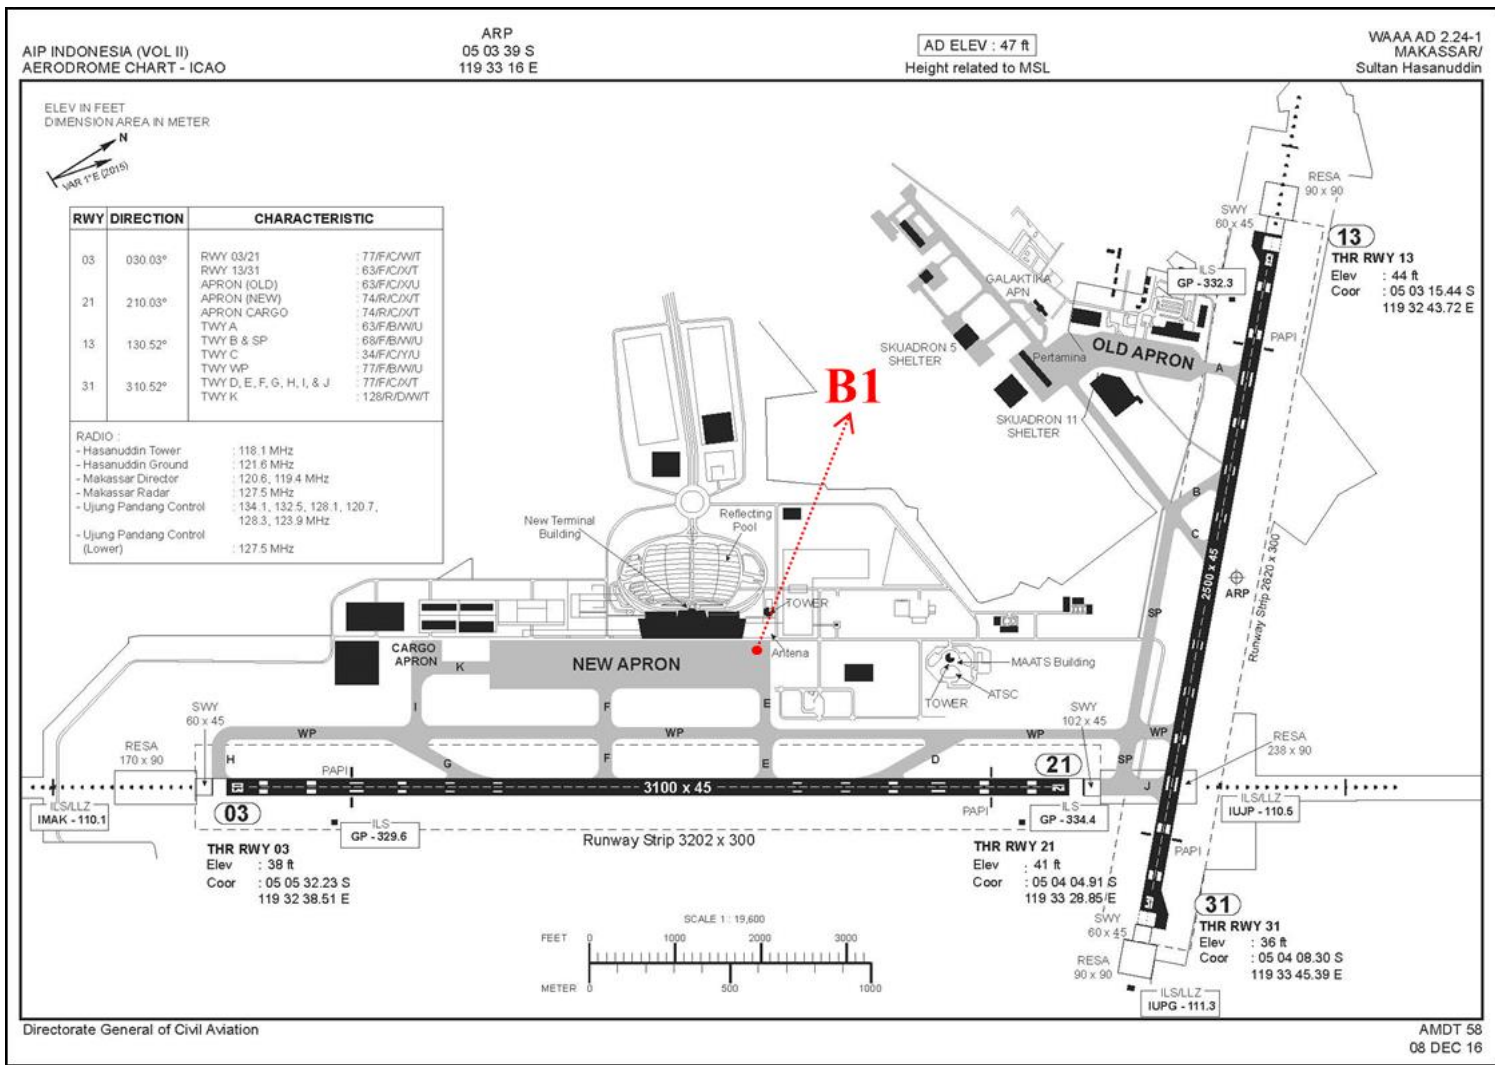 AIP INDONESIA (VOL II)
AERODROME CHART - ICAO
ARP
05 03 39 S
119 33 16 E
AD ELEV : 47 ft
Height related to MSL
WAAA AD 2.24-1
MAKASSAR/
Sultan Hasanuddin
ELEV IN FEET
DIMENSION AREA IN METER
N
VAR 1°E (2015)
RWY DIRECTION CHARACTERISTIC
03 030.03°
21 210.03°
13 130.52°
31 310.52°
RWY 03/21 : 77/F/C/W/T
RWY 13/31 : 63/F/C/X/T
APRON (OLD) : 63/F/C/X/U
APRON (NEW) : 74/R/C/X/T
APRON CARGO : 74/R/C/X/T
TWY A : 63/F/B/W/U
TWY B & SP : 68/F/B/W/U
TWY C : 34/F/C/Y/U
TWY WP : 77/F/B/W/U
TWY D, E, F, G, H, I, & J : 77/F/C/X/T
TWY K : 128/R/D/W/T
RADIO :
- Hasanuddin Tower : 118.1 MHz
- Hasanuddin Ground : 121.6 MHz
- Makassar Director : 120.6, 119.4 MHz
- Makassar Radar : 127.5 MHz
- Ujung Pandang Control : 134.1, 132.5, 128.1, 120.7,
128.3, 123.9 MHz
- Ujung Pandang Control
(Lower) : 127.5 MHz
B1
RESA
90 x 90
SWY
60 x 45
13
THR RWY 13
Elev : 44 ft
Coor : 05 03 15.44 S
119 32 43.72 E
13
ILS
GP - 332.3
GALAKTIKA
APN
PAPI
SKUADRON 5
SHELTER
Pertamina
OLD APRON
A
SKUADRON 11
SHELTER
B
C
2500 x 45
Runway Strip 2620 x 300
ARP
SP
New Terminal
Building
Reflecting
Pool
TOWER
Antena
CARGO
APRON
K
NEW APRON
MAATS Building
TOWER
ATSC
I
F
E
SWY
60 x 45
SWY
102 x 45
WP
WP
WP
WP
RESA
170 x 90
RESA
238 x 90
H
G
F
E
D
SP
J
PAPI
21
03
3100 x 45
21
ILS/LLZ
IMAK - 110.1
03
ILS
GP - 329.6
Runway Strip 3202 x 300
PAPI
ILS
GP - 334.4
ILS/LLZ
IUJP - 110.5
PAPI
THR RWY 03
Elev : 38 ft
Coor : 05 05 32.23 S
119 32 38.51 E
THR RWY 21
Elev : 41 ft
Coor : 05 04 04.91 S
119 33 28.85 E
31
31
THR RWY 31
Elev : 36 ft
Coor : 05 04 08.30 S
119 33 45.39 E
SWY
60 x 45
RESA
90 x 90
ILS/LLZ
IUPG - 111.3
SCALE 1 : 19,600
FEET 0 1000 2000 3000
METER 0 500 1000
Directorate General of Civil Aviation
AMDT 58
08 DEC 16